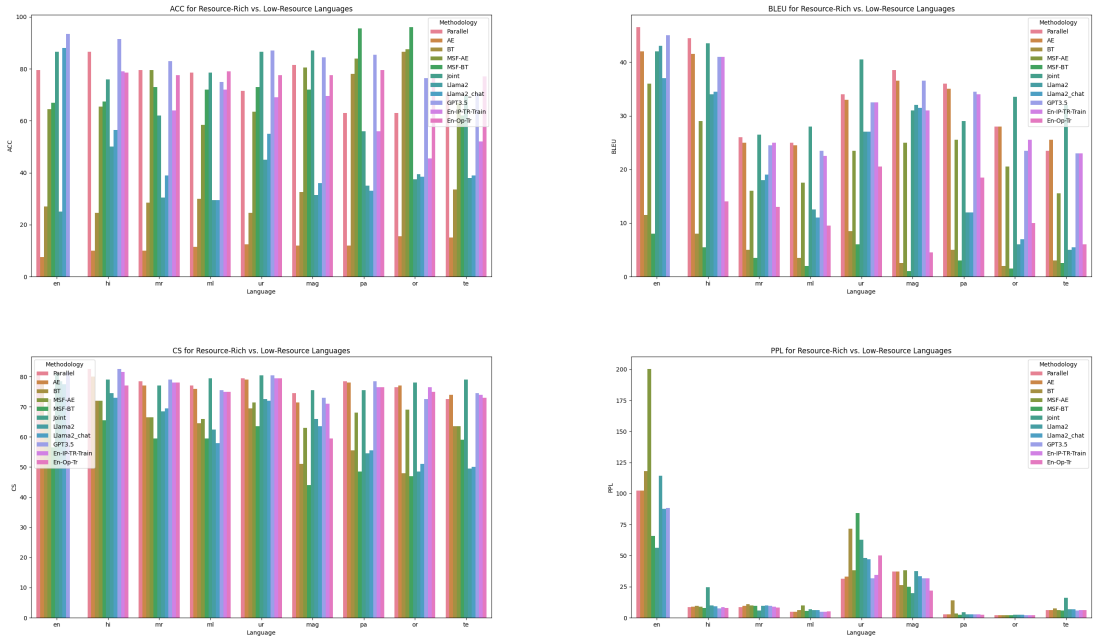 ACC for Resource-Rich vs. Low-Resource Languages
100
80
60
40
20
0
ACC
en hi mr ml ur mag pa or te
Language
Methodology
Parallel
AE
BT
MSF-AE
MSF-BT
Joint
Llama2
Llama2_chat
GPT3.5
En-IP-TR-Train
En-Op-Tr
BLEU for Resource-Rich vs. Low-Resource Languages
40
30
20
10
0
BLEU
en hi mr ml ur mag pa or te
Language
Methodology
Parallel
AE
BT
MSF-AE
MSF-BT
Joint
Llama2
Llama2_chat
GPT3.5
En-IP-TR-Train
En-Op-Tr
CS for Resource-Rich vs. Low-Resource Languages
80
70
60
50
40
30
20
10
0
CS
en hi mr ml ur mag pa or te
Language
Methodology
Parallel
AE
BT
MSF-AE
MSF-BT
Joint
Llama2
Llama2_chat
GPT3.5
En-IP-TR-Train
En-Op-Tr
PPL for Resource-Rich vs. Low-Resource Languages
200
175
150
125
100
75
50
25
0
PPL
en hi mr ml ur mag pa or te
Language
Methodology
Parallel
AE
BT
MSF-AE
MSF-BT
Joint
Llama2
Llama2_chat
GPT3.5
En-IP-TR-Train
En-Op-Tr